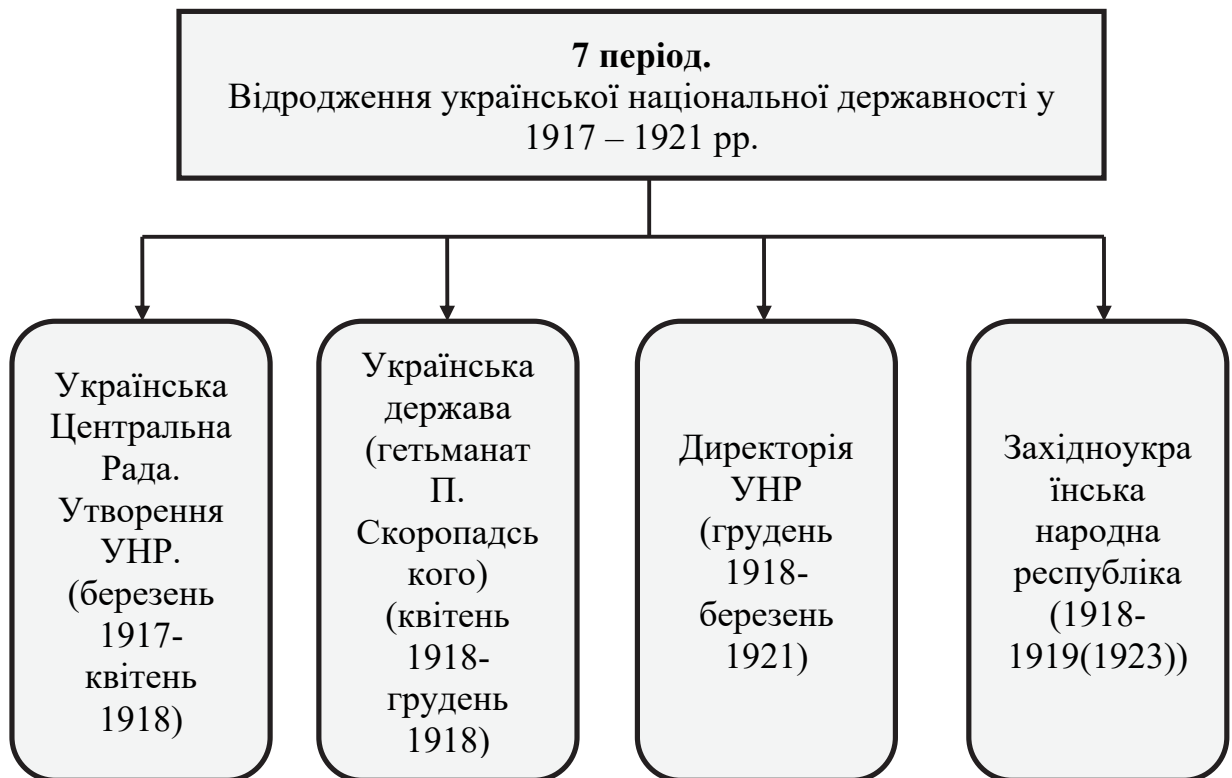 7 період.
Відродження української національної державності у
1917 – 1921 рр.
Українська
Центральна
Рада.
Утворення
УНР.
(березень
1917-
квітень
1918)
Українська
держава
(гетьманат
П.
Скоропадсь
кого)
(квітень
1918-
грудень
1918)
Директорія
УНР
(грудень
1918-
березень
1921)
Західноукра
їнська
народна
республіка
(1918-
1919(1923))